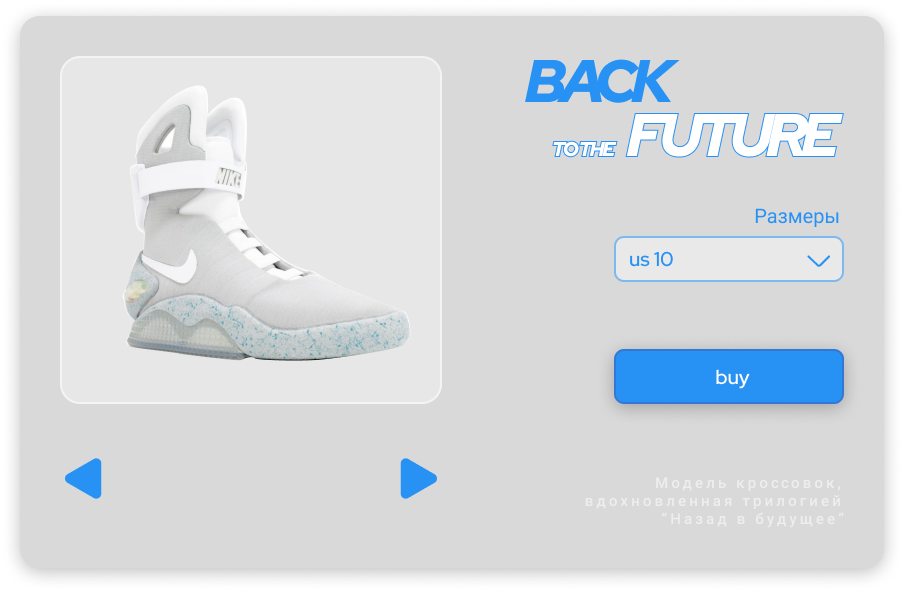 NIKE
BACK
TO THE FUTURE
Размеры
us 10
buy
Модель кроссовок,
вдохновленная трилогией
“Назад в будущее”